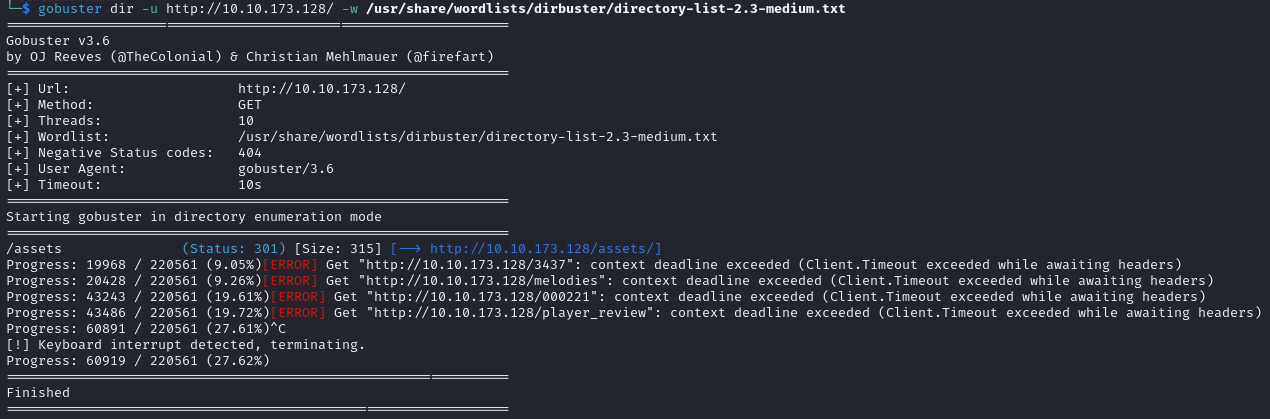 └─$ gobuster dir -u http://10.10.173.128/ -w /usr/share/wordlists/dirbuster/directory-list-2.3-medium.txt
===============================================================
Gobuster v3.6
by OJ Reeves (@TheColonial) & Christian Mehlmauer (@firefart)
===============================================================
[+] Url:                     http://10.10.173.128/
[+] Method:                  GET
[+] Threads:                 10
[+] Wordlist:                /usr/share/wordlists/dirbuster/directory-list-2.3-medium.txt
[+] Negative Status codes:   404
[+] User Agent:              gobuster/3.6
[+] Timeout:                 10s
===============================================================
Starting gobuster in directory enumeration mode
===============================================================
/assets               (Status: 301) [Size: 315] [--> http://10.10.173.128/assets/]
Progress: 19968 / 220561 (9.05%)[ERROR] Get "http://10.10.173.128/3437": context deadline exceeded (Client.Timeout exceeded while awaiting headers)
Progress: 20428 / 220561 (9.26%)[ERROR] Get "http://10.10.173.128/melodies": context deadline exceeded (Client.Timeout exceeded while awaiting headers)
Progress: 43243 / 220561 (19.61%)[ERROR] Get "http://10.10.173.128/000221": context deadline exceeded (Client.Timeout exceeded while awaiting headers)
Progress: 43486 / 220561 (19.72%)[ERROR] Get "http://10.10.173.128/player_review": context deadline exceeded (Client.Timeout exceeded while awaiting headers)
Progress: 60891 / 220561 (27.61%)^C
[!] Keyboard interrupt detected, terminating.
Progress: 60919 / 220561 (27.62%)
===============================================================
Finished
===============================================================